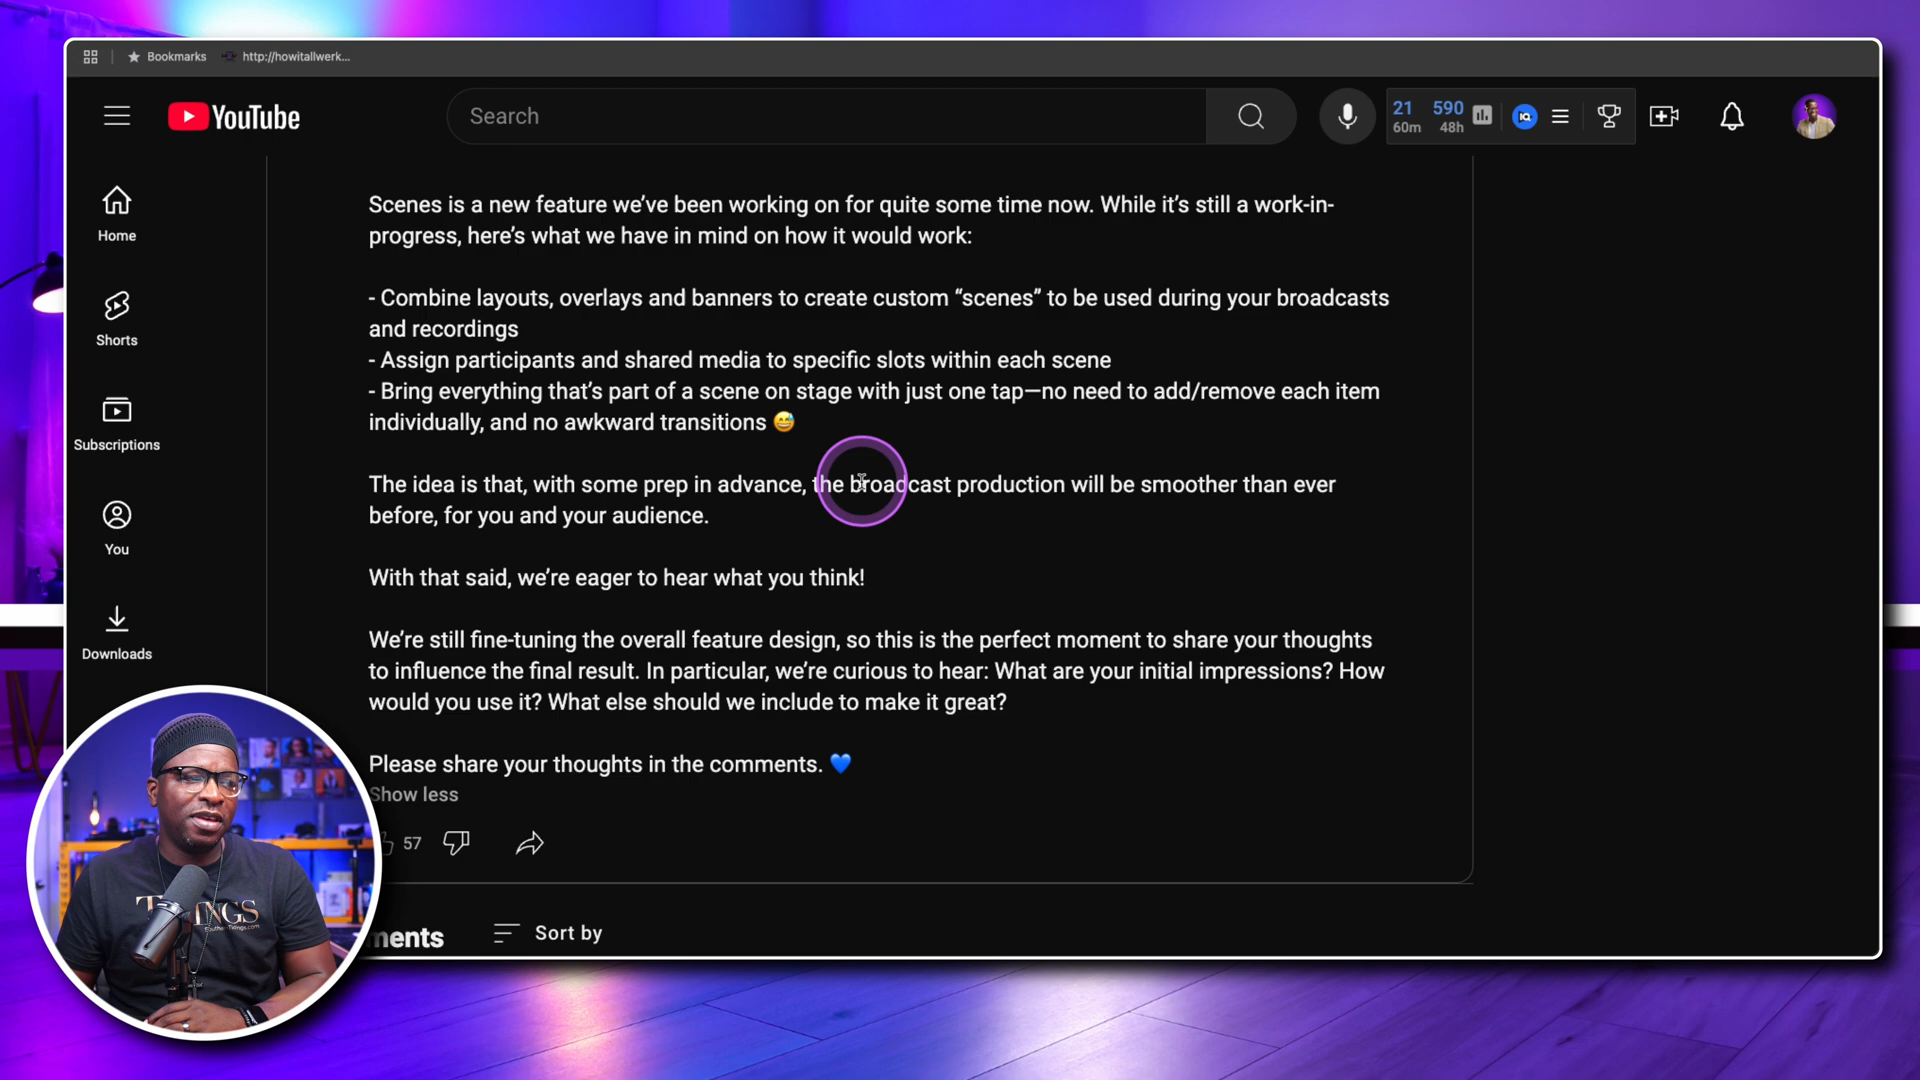 Bookmarks
http://howitallwerk...
YouTube
Search
21
60m
590
48h
IQ
Home
Shorts
Subscriptions
You
Downloads
Scenes is a new feature we’ve been working on for quite some time now. While it’s still a work-in-
progress, here’s what we have in mind on how it would work:
- Combine layouts, overlays and banners to create custom “scenes” to be used during your broadcasts
and recordings
- Assign participants and shared media to specific slots within each scene
- Bring everything that’s part of a scene on stage with just one tap—no need to add/remove each item
individually, and no awkward transitions 😅
The idea is that, with some prep in advance, the broadcast production will be smoother than ever
before, for you and your audience.
With that said, we’re eager to hear what you think!
We’re still fine-tuning the overall feature design, so this is the perfect moment to share your thoughts
to influence the final result. In particular, we’re curious to hear: What are your initial impressions? How
would you use it? What else should we include to make it great?
Please share your thoughts in the comments. 💙
Show less
57
ments
Sort by